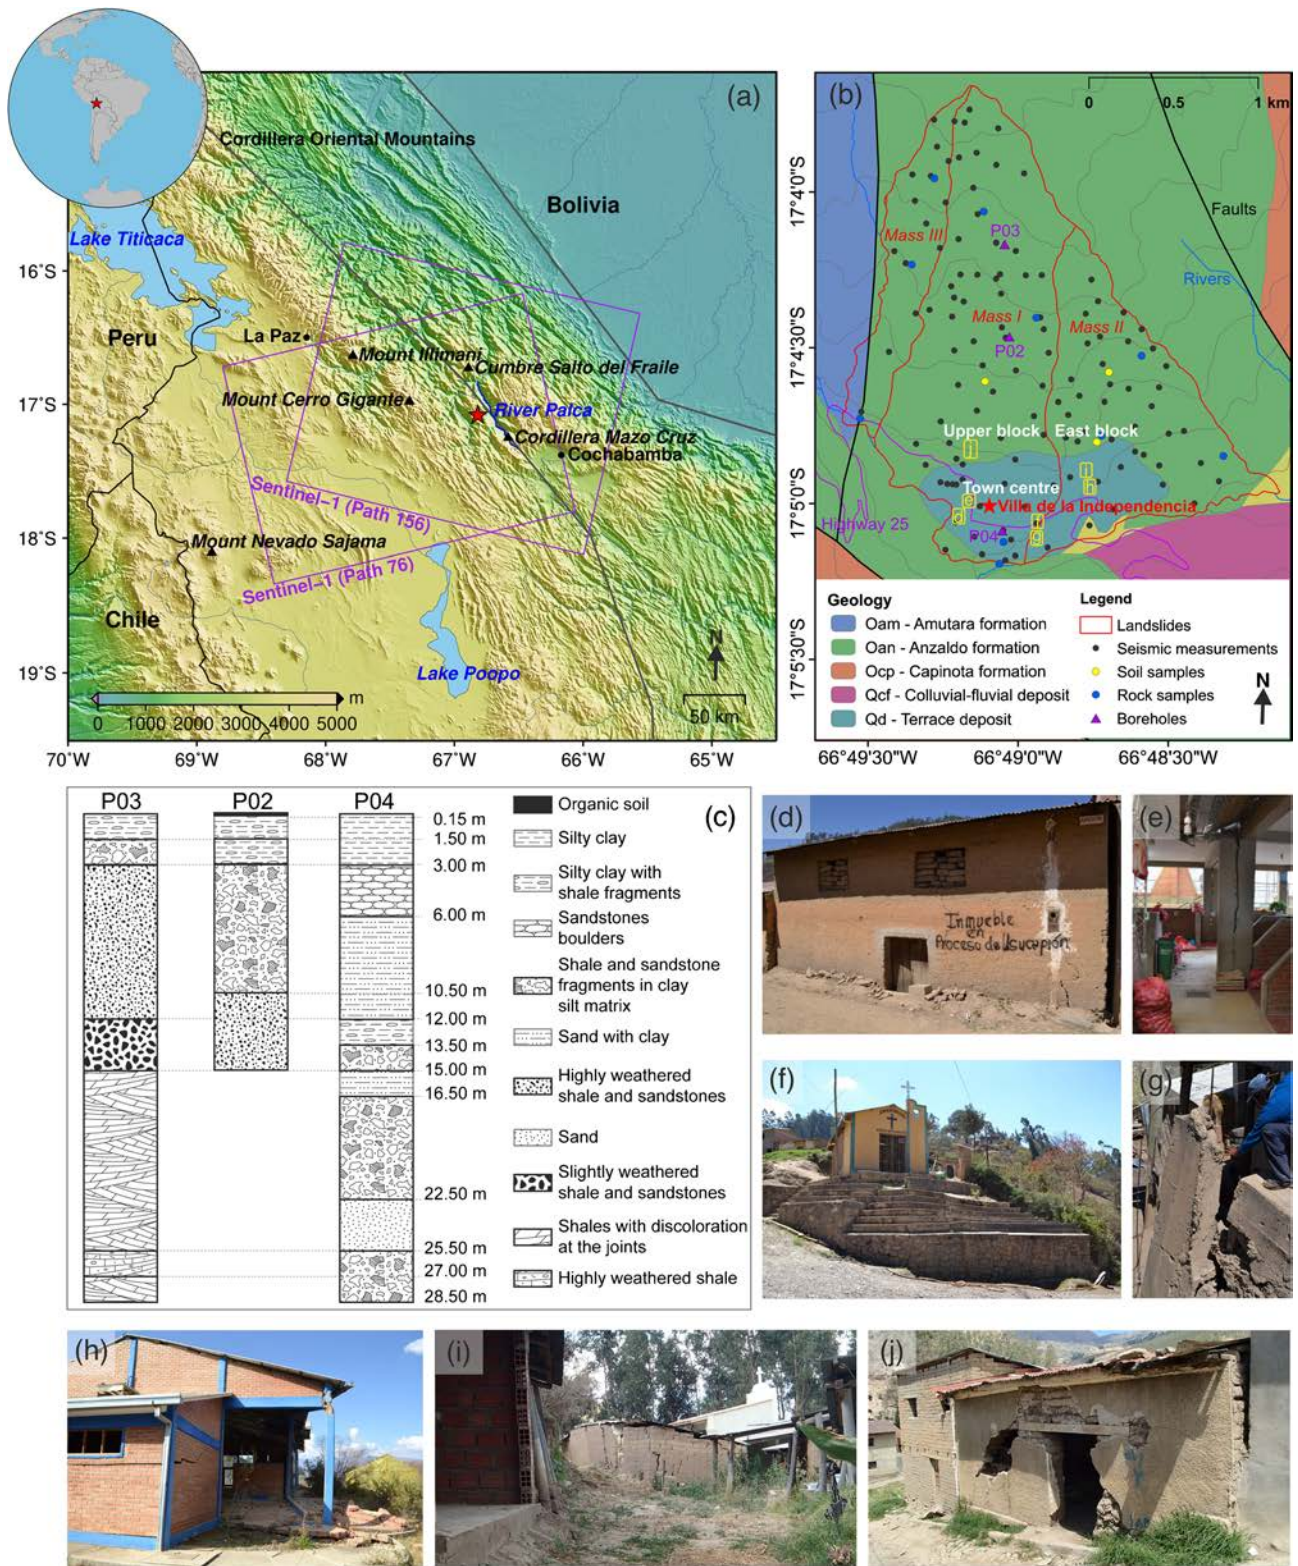 (a)
Cordillera Oriental Mountains
Bolivia
Lake Titicaca
16°S
Peru
La Paz
Mount Illimani
Cumbre Salto del Fraile
Mount Cerro Gigante
17°S
River Palca
Cordillera Mazo Cruz
Cochabamba
Sentinel-1 (Path 156)
18°S
Mount Nevado Sajama
Sentinel-1 (Path 76)
Chile
19°S
Lake Poopo
N
m
0 1000 2000 3000 4000 5000
50 km
70°W 69°W 68°W 67°W 66°W 65°W
(b)
0 0.5 1 km
17°4'0"S
Faults
Mass III
P03
Rivers
Mass I
Mass II
17°4'30"S
P02
Upper block
East block
Town centre
17°5'0"S
Villa de la Independencia
Highway 25
P04
Geology
Oam - Amutara formation
Oan - Anzaldo formation
Ocp - Capinota formation
Qcf - Colluvial-fluvial deposit
Qd - Terrace deposit
Legend
Landslides
Seismic measurements
Soil samples
Rock samples
Boreholes
N
17°5'30"S
66°49'30"W 66°49'0"W 66°48'30"W
(c)
P03 P02 P04
0.15 m
1.50 m
3.00 m
6.00 m
10.50 m
12.00 m
13.50 m
15.00 m
16.50 m
22.50 m
25.50 m
27.00 m
28.50 m
Organic soil
Silty clay
Silty clay with
shale fragments
Sandstones
boulders
Shale and sandstone
fragments in clay
silt matrix
Sand with clay
Highly weathered
shale and sandstones
Sand
Slightly weathered
shale and sandstones
Shales with discoloration
at the joints
Highly weathered shale
(d)
Inmueble
en
Proceso de Usucapión
(e)
(f)
(g)
(h)
(i)
(j)